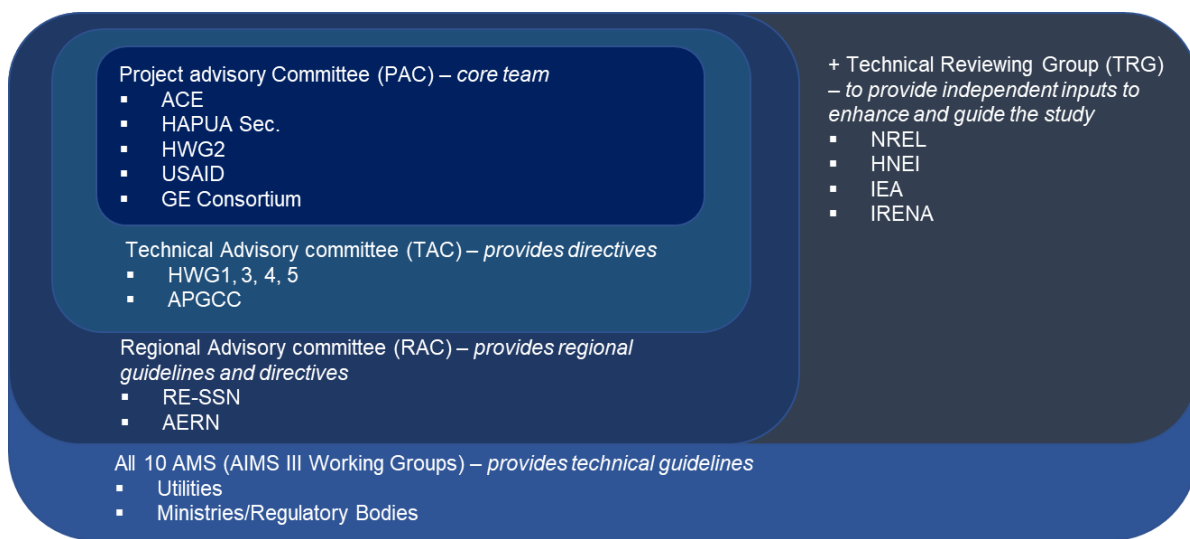 Project advisory Committee (PAC) – core team
▪ ACE
▪ HAPUA Sec.
▪ HWG2
▪ USAID
▪ GE Consortium
Technical Advisory committee (TAC) – provides directives
▪ HWG1, 3, 4, 5
▪ APGCC
Regional Advisory committee (RAC) – provides regional
guidelines and directives
▪ RE-SSN
▪ AERN
All 10 AMS (AIMS III Working Groups) – provides technical guidelines
▪ Utilities
▪ Ministries/Regulatory Bodies
+ Technical Reviewing Group (TRG)
– to provide independent inputs to
enhance and guide the study
▪ NREL
▪ HNEI
▪ IEA
▪ IRENA